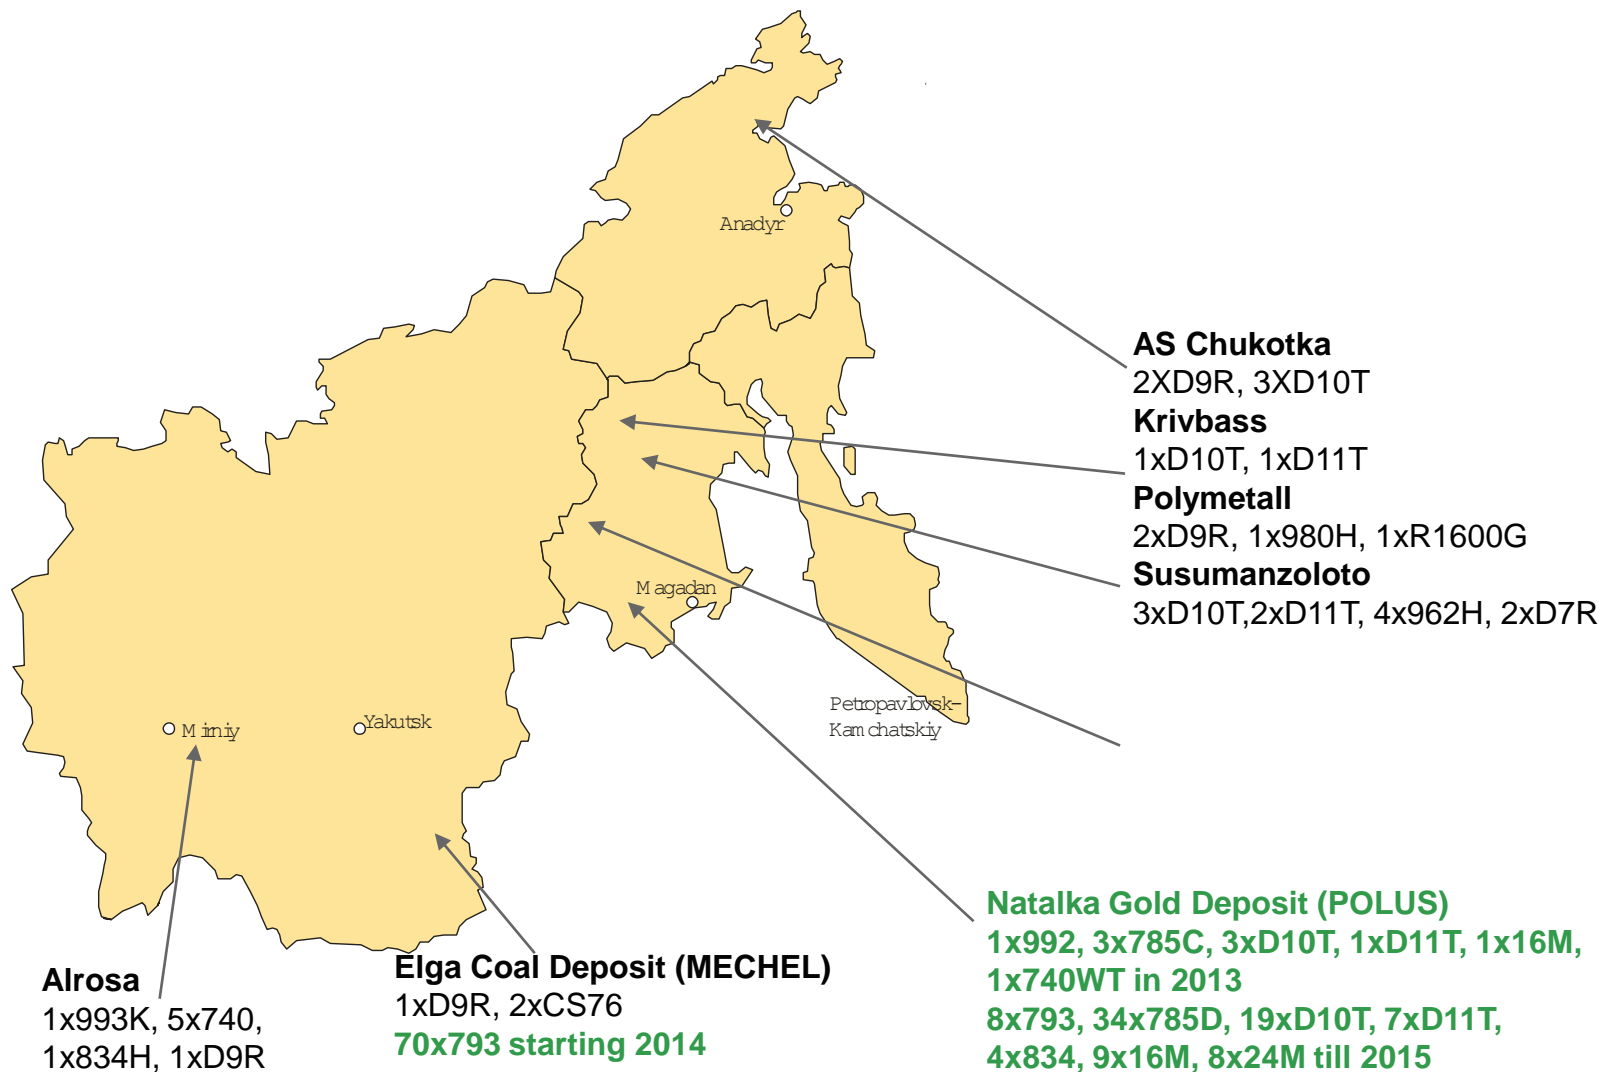 Anadyr
AS Chukotka
2XD9R, 3XD10T
Krivbass
1xD10T, 1xD11T
Polymetall
2xD9R, 1x980H, 1xR1600G
Susumanzoloto
3xD10T,2xD11T, 4x962H, 2xD7R
Magadan
Petropavlovsk-
Kamchatskiy
Mirniy
Yakutsk
Alrosa
1x993K, 5x740,
1x834H, 1xD9R
Elga Coal Deposit (MECHEL)
1xD9R, 2xCS76
70x793 starting 2014
Natalka Gold Deposit (POLUS)
1x992, 3x785C, 3xD10T, 1xD11T, 1x16M,
1x740WT in 2013
8x793, 34x785D, 19xD10T, 7xD11T,
4x834, 9x16M, 8x24M till 2015